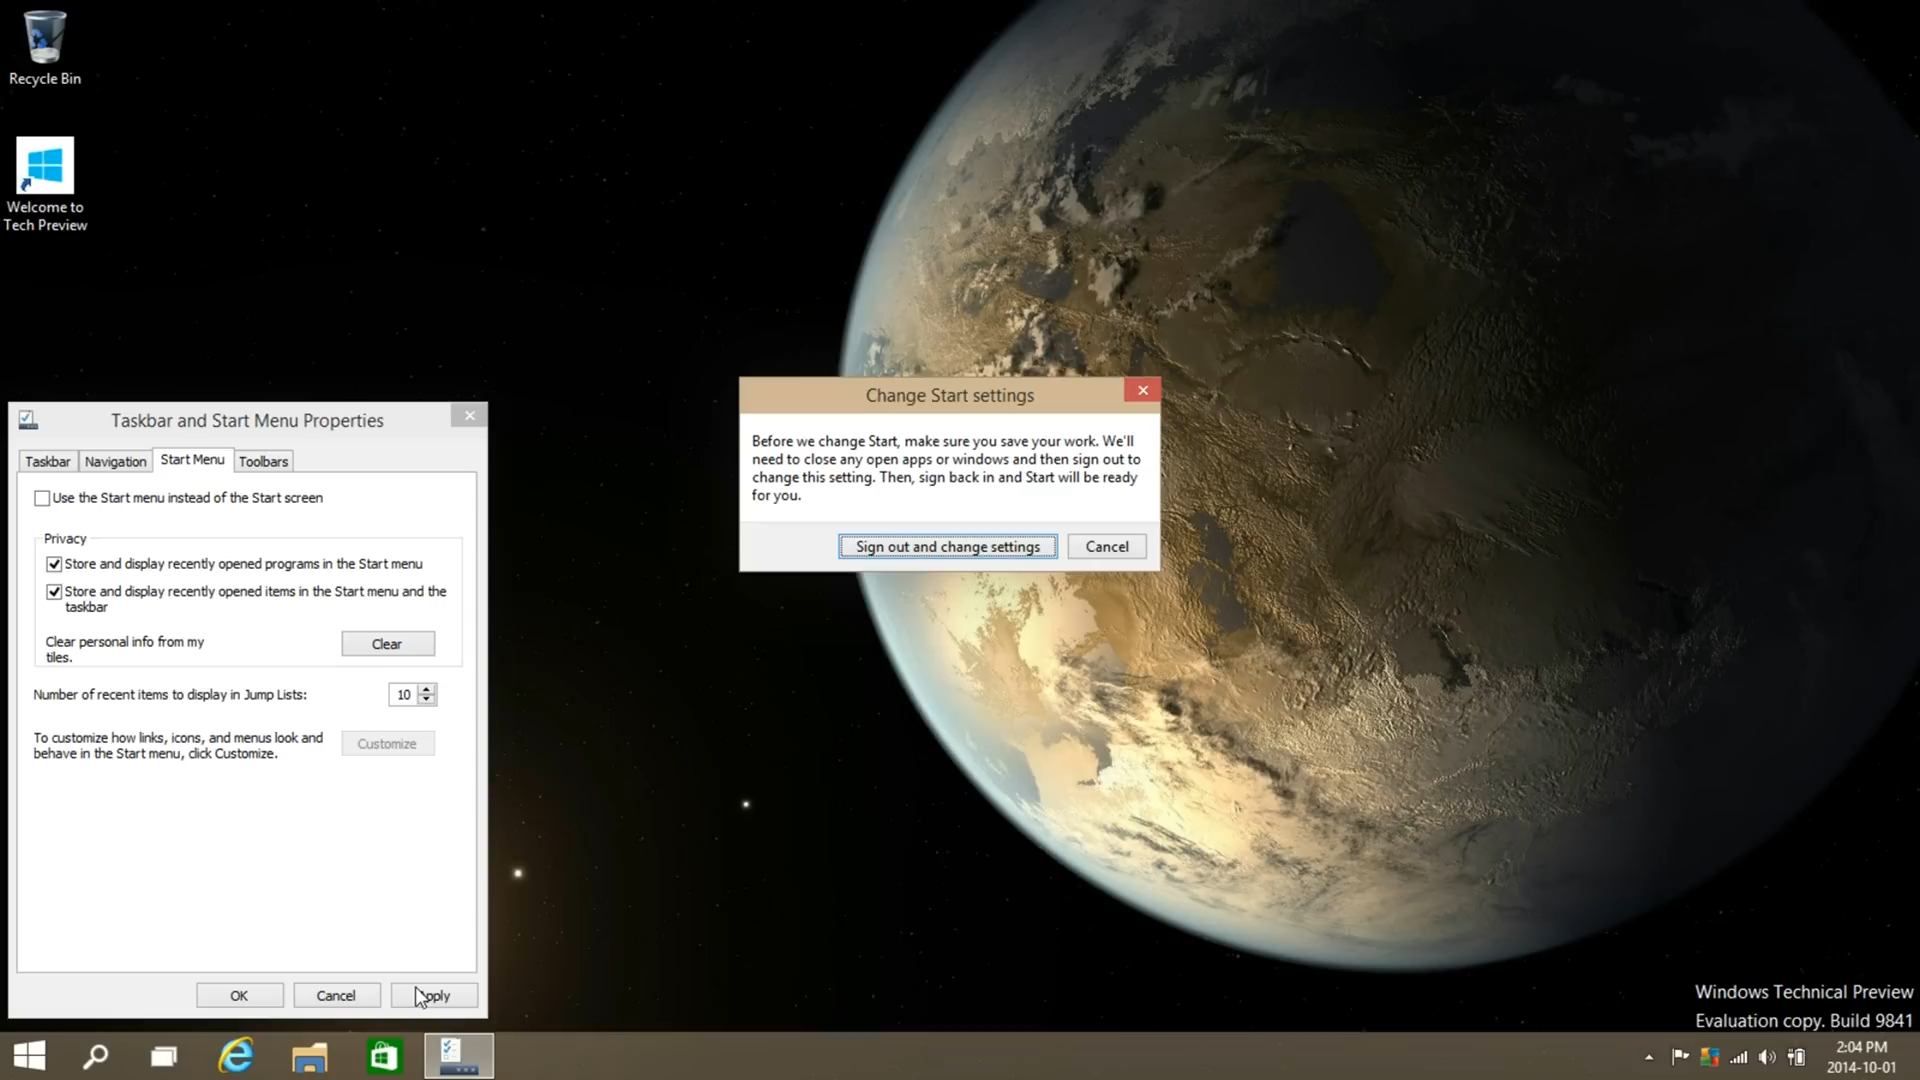 Recycle Bin
Welcome to
Tech Preview
Taskbar and Start Menu Properties
Taskbar
Navigation
Start Menu
Toolbars
Use the Start menu instead of the Start screen
Privacy
Store and display recently opened programs in the Start menu
Store and display recently opened items in the Start menu and the
taskbar
Clear personal info from my
tiles.
Clear
Number of recent items to display in Jump Lists:
10
To customize how links, icons, and menus look and
behave in the Start menu, click Customize.
Customize
OK
Cancel
Apply
Change Start settings
Before we change Start, make sure you save your work. We'll
need to close any open apps or windows and then sign out to
change this setting. Then, sign back in and Start will be ready
for you.
Sign out and change settings
Cancel
Windows Technical Preview
Evaluation copy. Build 9841
2:04 PM
2014-10-01